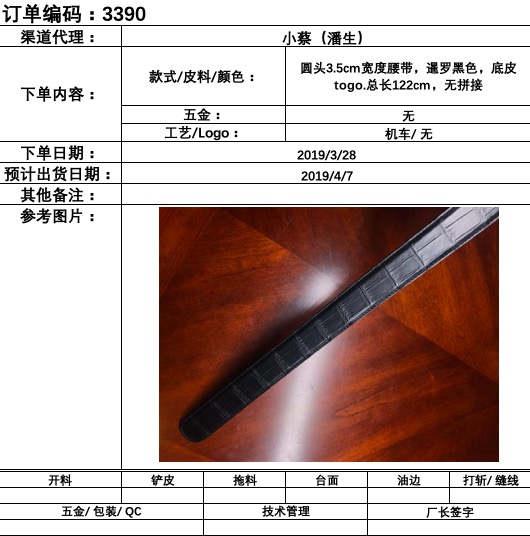 订单编码：3390
渠道代理：
小蔡（潘生）
下单内容：
款式/皮料/颜色：
圆头3.5cm宽度腰带，暹罗黑色，底皮
togo.总长122cm，无拼接
五金：
无
工艺/Logo：
机车/ 无
下单日期：
2019/3/28
预计出货日期：
2019/4/7
其他备注：
参考图片：
开料
铲皮
拖料
台面
油边
打斩/ 缝线
五金/ 包装/ QC
技术管理
厂长签字